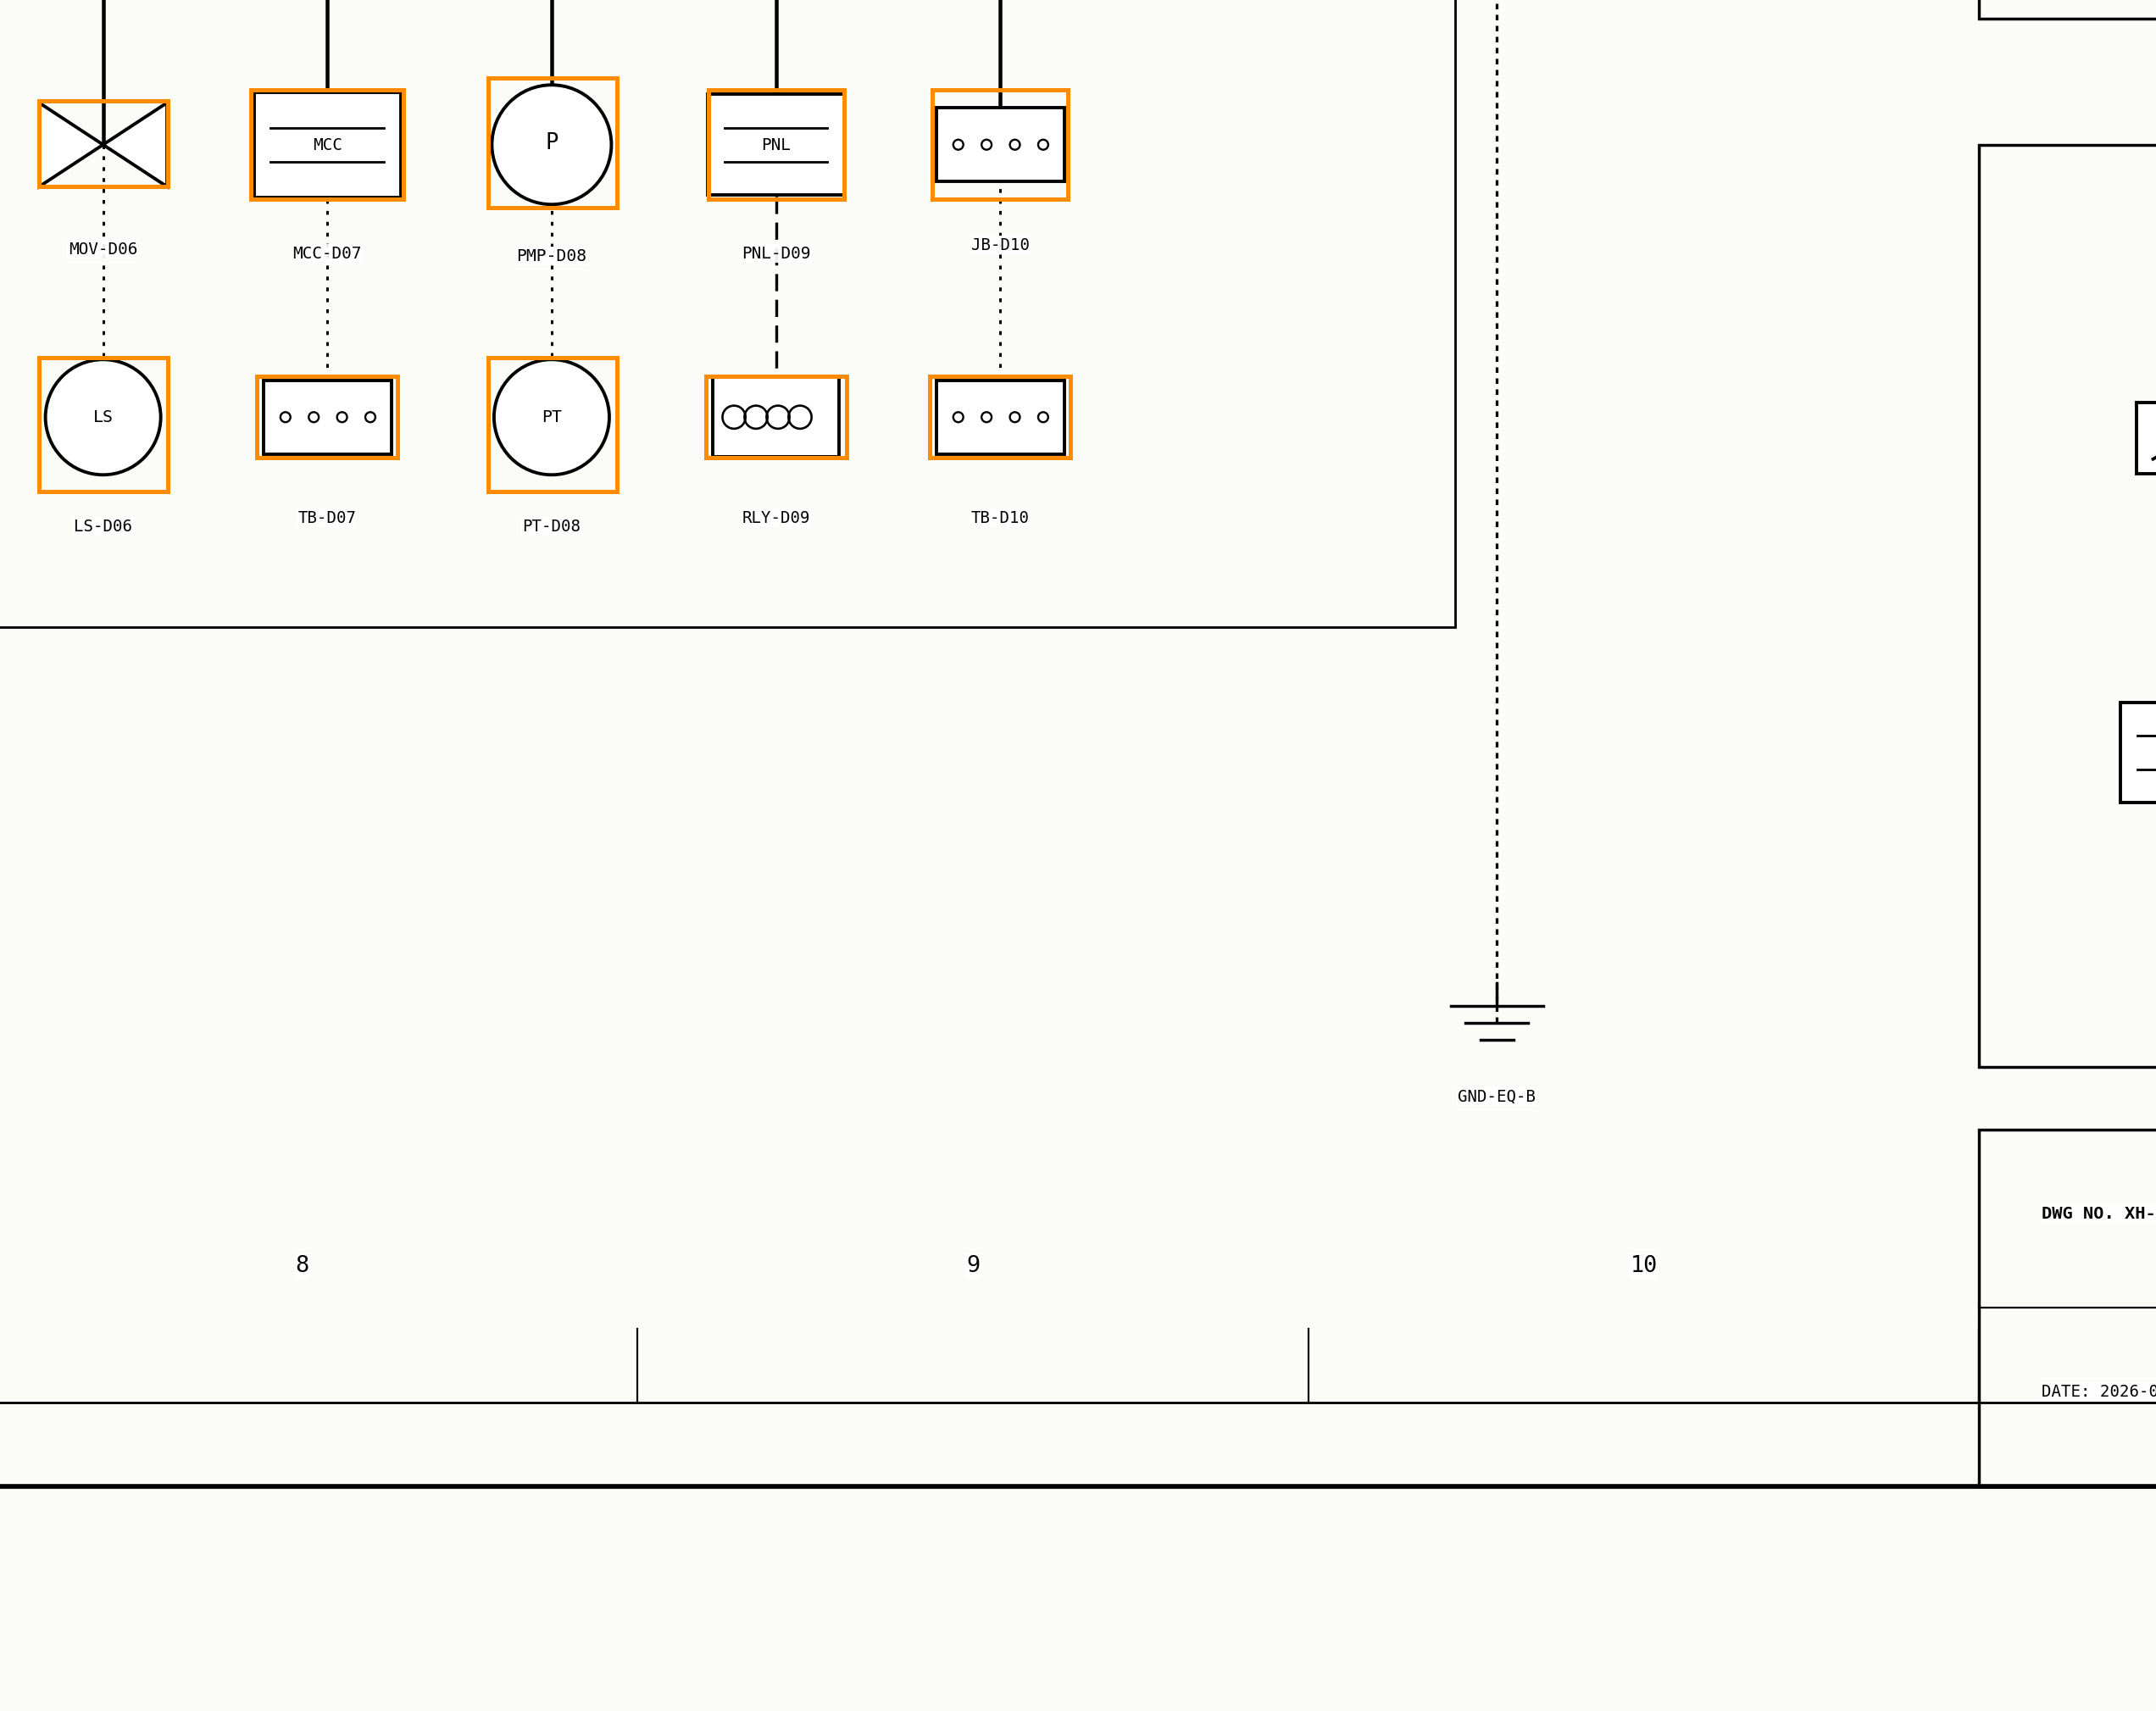 MCC
P
PNL
MOV-D06
MCC-D07
PMP-D08
PNL-D09
JB-D10
LS
PT
LS-D06
TB-D07
PT-D08
RLY-D09
TB-D10
GND-EQ-B
DWG NO. XH-
8
9
10
DATE: 2026-0